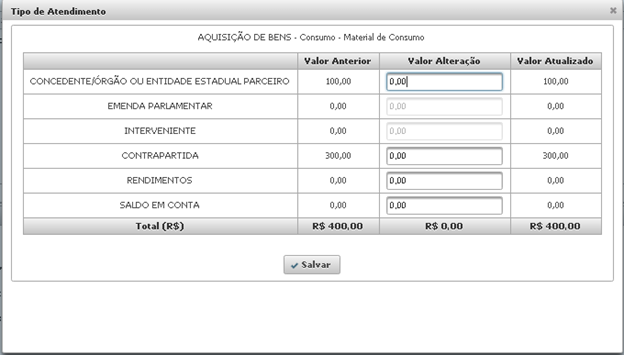 Tipo de Atendimento
AQUISIÇÃO DE BENS - Consumo - Material de Consumo
Valor Anterior Valor Alteração Valor Atualizado
CONCEDENTE/ÓRGÃO OU ENTIDADE ESTADUAL PARCEIRO 100,00 0,00 100,00
EMENDA PARLAMENTAR 0,00 0,00 0,00
INTERVENIENTE 0,00 0,00 0,00
CONTRAPARTIDA 300,00 0,00 300,00
RENDIMENTOS 0,00 0,00 0,00
SALDO EM CONTA 0,00 0,00 0,00
Total (R$) R$ 400,00 R$ 0,00 R$ 400,00
Salvar